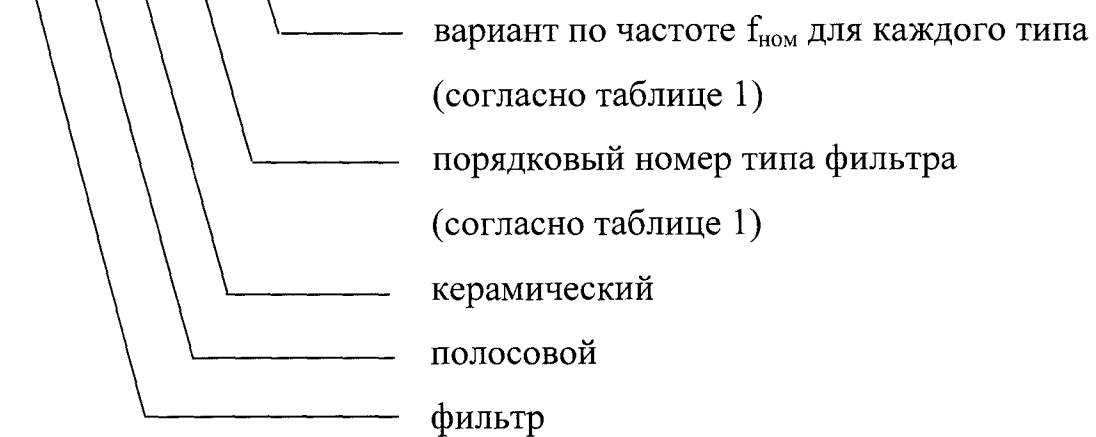 вариант по частоте fном для каждого типа
(согласно таблице 1)
порядковый номер типа фильтра
(согласно таблице 1)
керамический
полосовой
фильтр